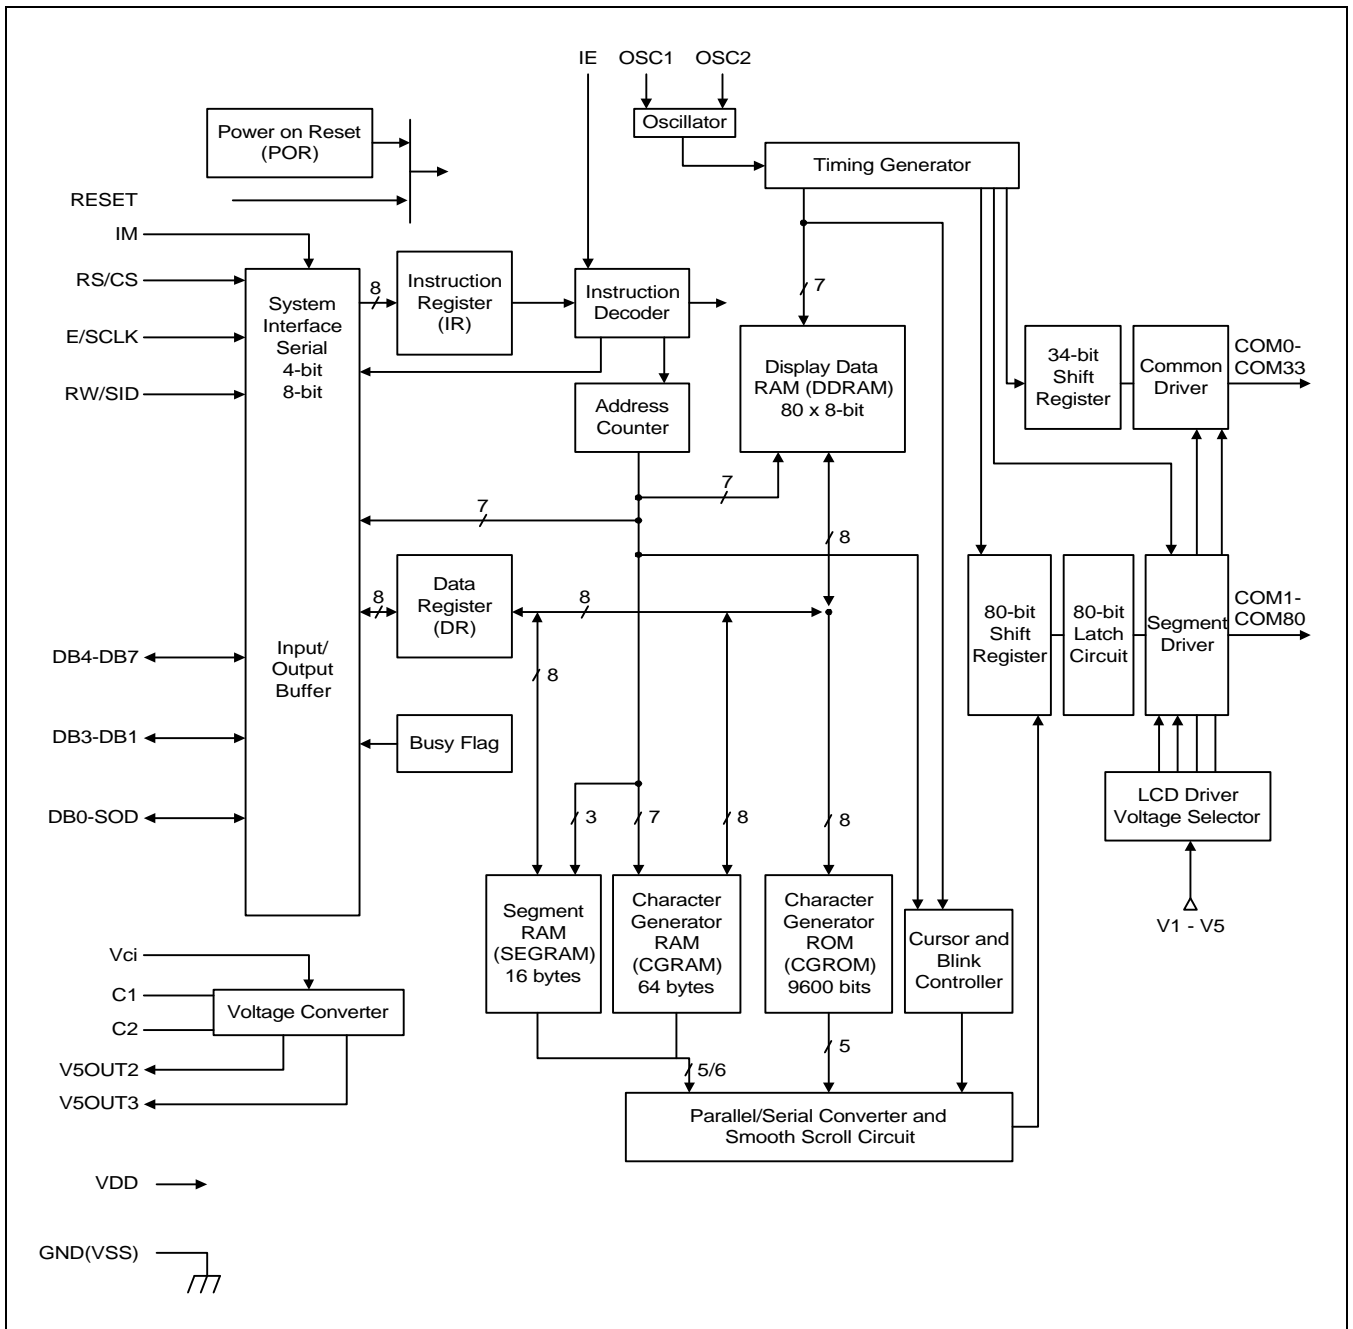 IE OSC1 OSC2
Power on Reset
(POR)
Oscillator
Timing Generator
RESET
IM
RS/CS
E/SCLK
RW/SID
System
Interface
Serial
4-bit
8-bit
8
Instruction
Register
(IR)
Instruction
Decoder
7
Address
Counter
Display Data
RAM (DDRAM)
80 x 8-bit
34-bit
Shift
Register
Common
Driver
COM0-
COM33
7
7
8
8
Data
Register
(DR)
8
8
80-bit
Shift
Register
80-bit
Latch
Circuit
Segment
Driver
COM1-
COM80
Input/
Output
Buffer
DB4-DB7
DB3-DB1
DB0-SOD
Busy Flag
3
7
8
8
LCD Driver
Voltage Selector
V1 - V5
Segment
RAM
(SEGRAM)
16 bytes
Character
Generator
RAM
(CGRAM)
64 bytes
Character
Generator
ROM
(CGROM)
9600 bits
Cursor and
Blink
Controller
Vci
C1
C2
Voltage Converter
V5OUT2
V5OUT3
5/6
5
Parallel/Serial Converter and
Smooth Scroll Circuit
VDD
GND(VSS)